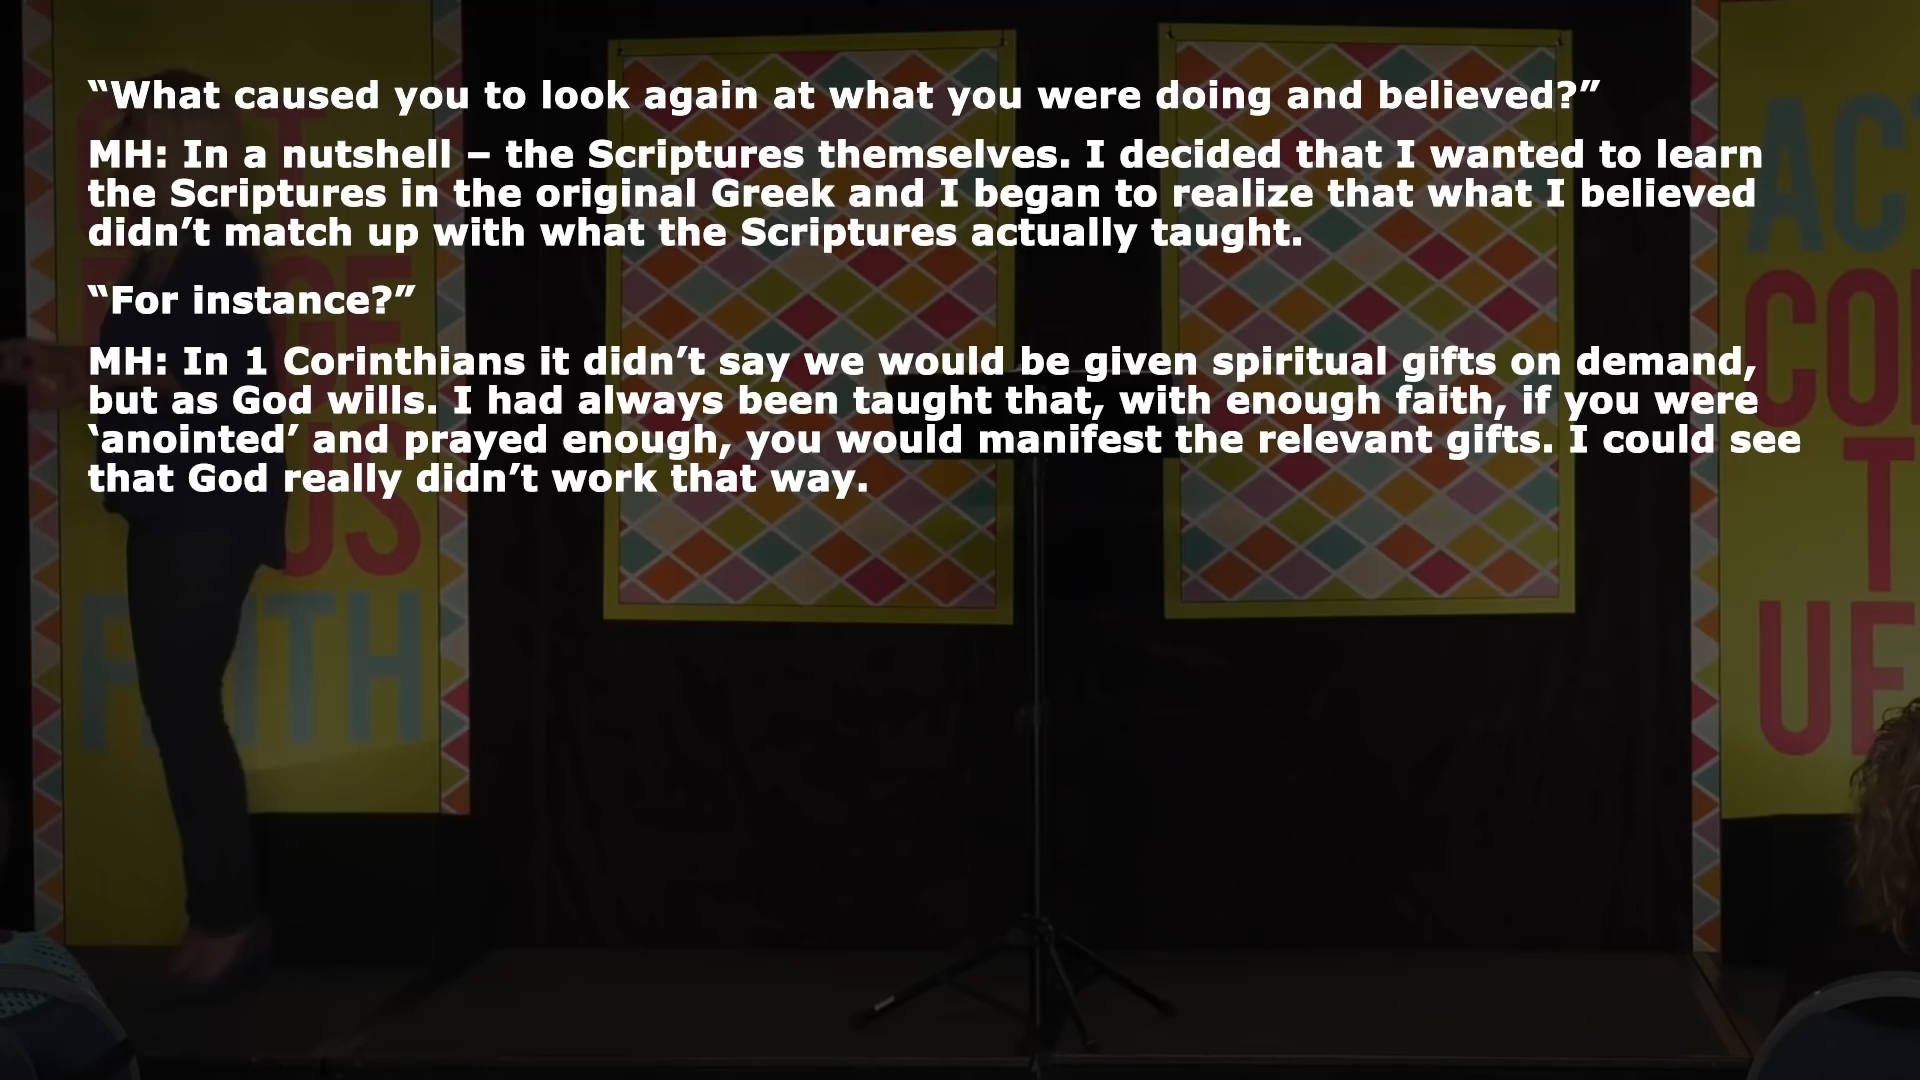 “What caused you to look again at what you were doing and believed?”
MH: In a nutshell – the Scriptures themselves. I decided that I wanted to learn
the Scriptures in the original Greek and I began to realize that what I believed
didn’t match up with what the Scriptures actually taught.
“For instance?”
MH: In 1 Corinthians it didn’t say we would be given spiritual gifts on demand,
but as God wills. I had always been taught that, with enough faith, if you were
‘anointed’ and prayed enough, you would manifest the relevant gifts. I could see
that God really didn’t work that way.
US
FAITH
AC
CO
T
UE